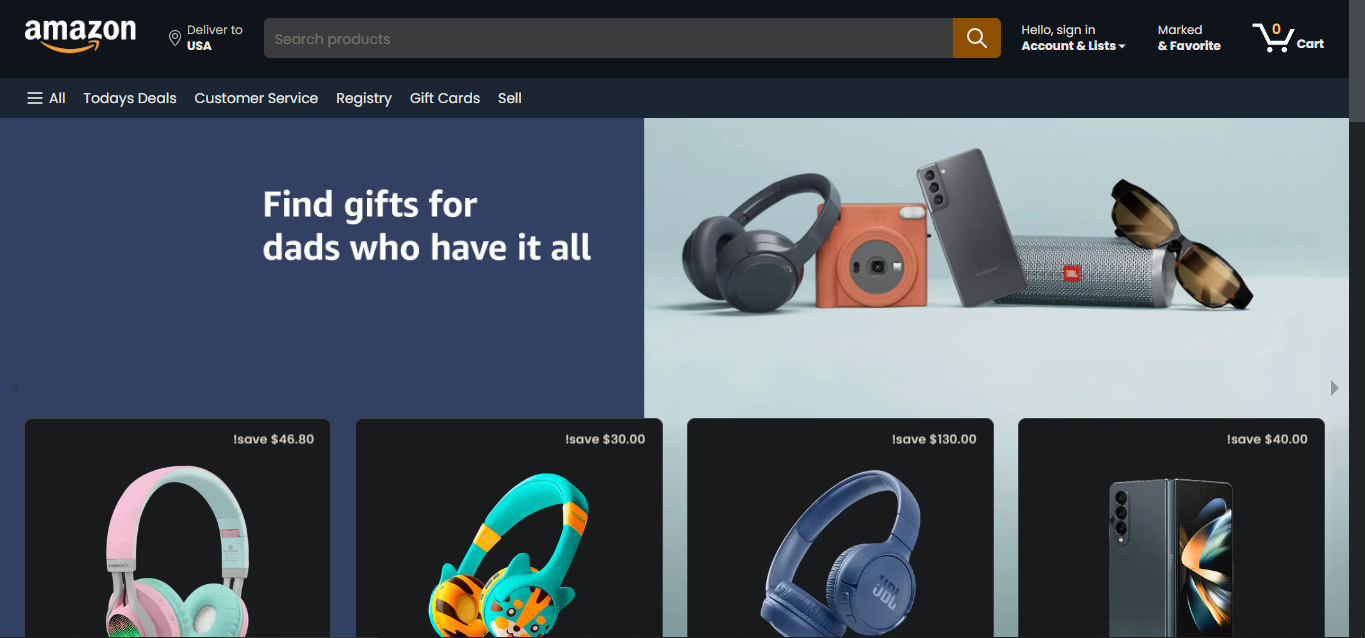 amazon
Deliver to
USA
Search products
Hello, sign in
Account & Lists
Marked
& Favorite
0
Cart
All
Todays Deals
Customer Service
Registry
Gift Cards
Sell
Find gifts for
dads who have it all
JBL
!save $46.80
!save $30.00
!save $130.00
!save $40.00
JBL